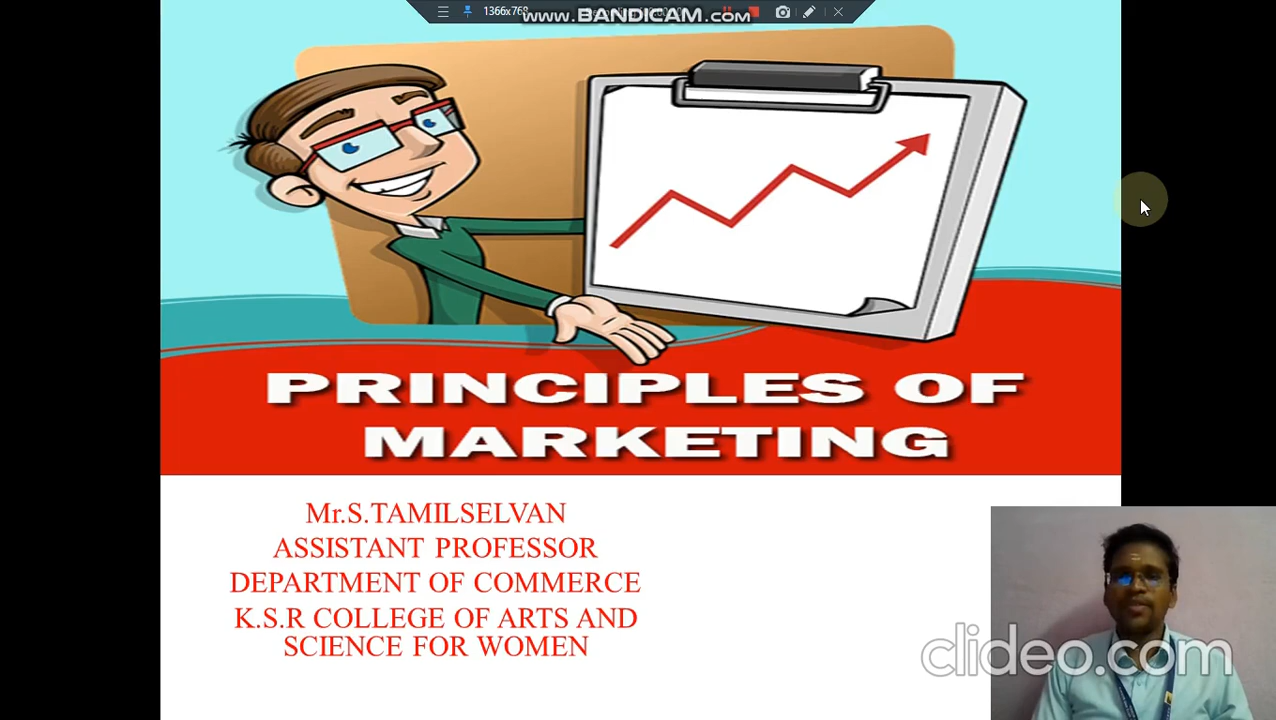 1366x768
www.BANDICAM.com
PRINCIPLES OF
MARKETING
Mr.S.TAMILSELVAN
ASSISTANT PROFESSOR
DEPARTMENT OF COMMERCE
K.S.R COLLEGE OF ARTS AND
SCIENCE FOR WOMEN
clideo.com